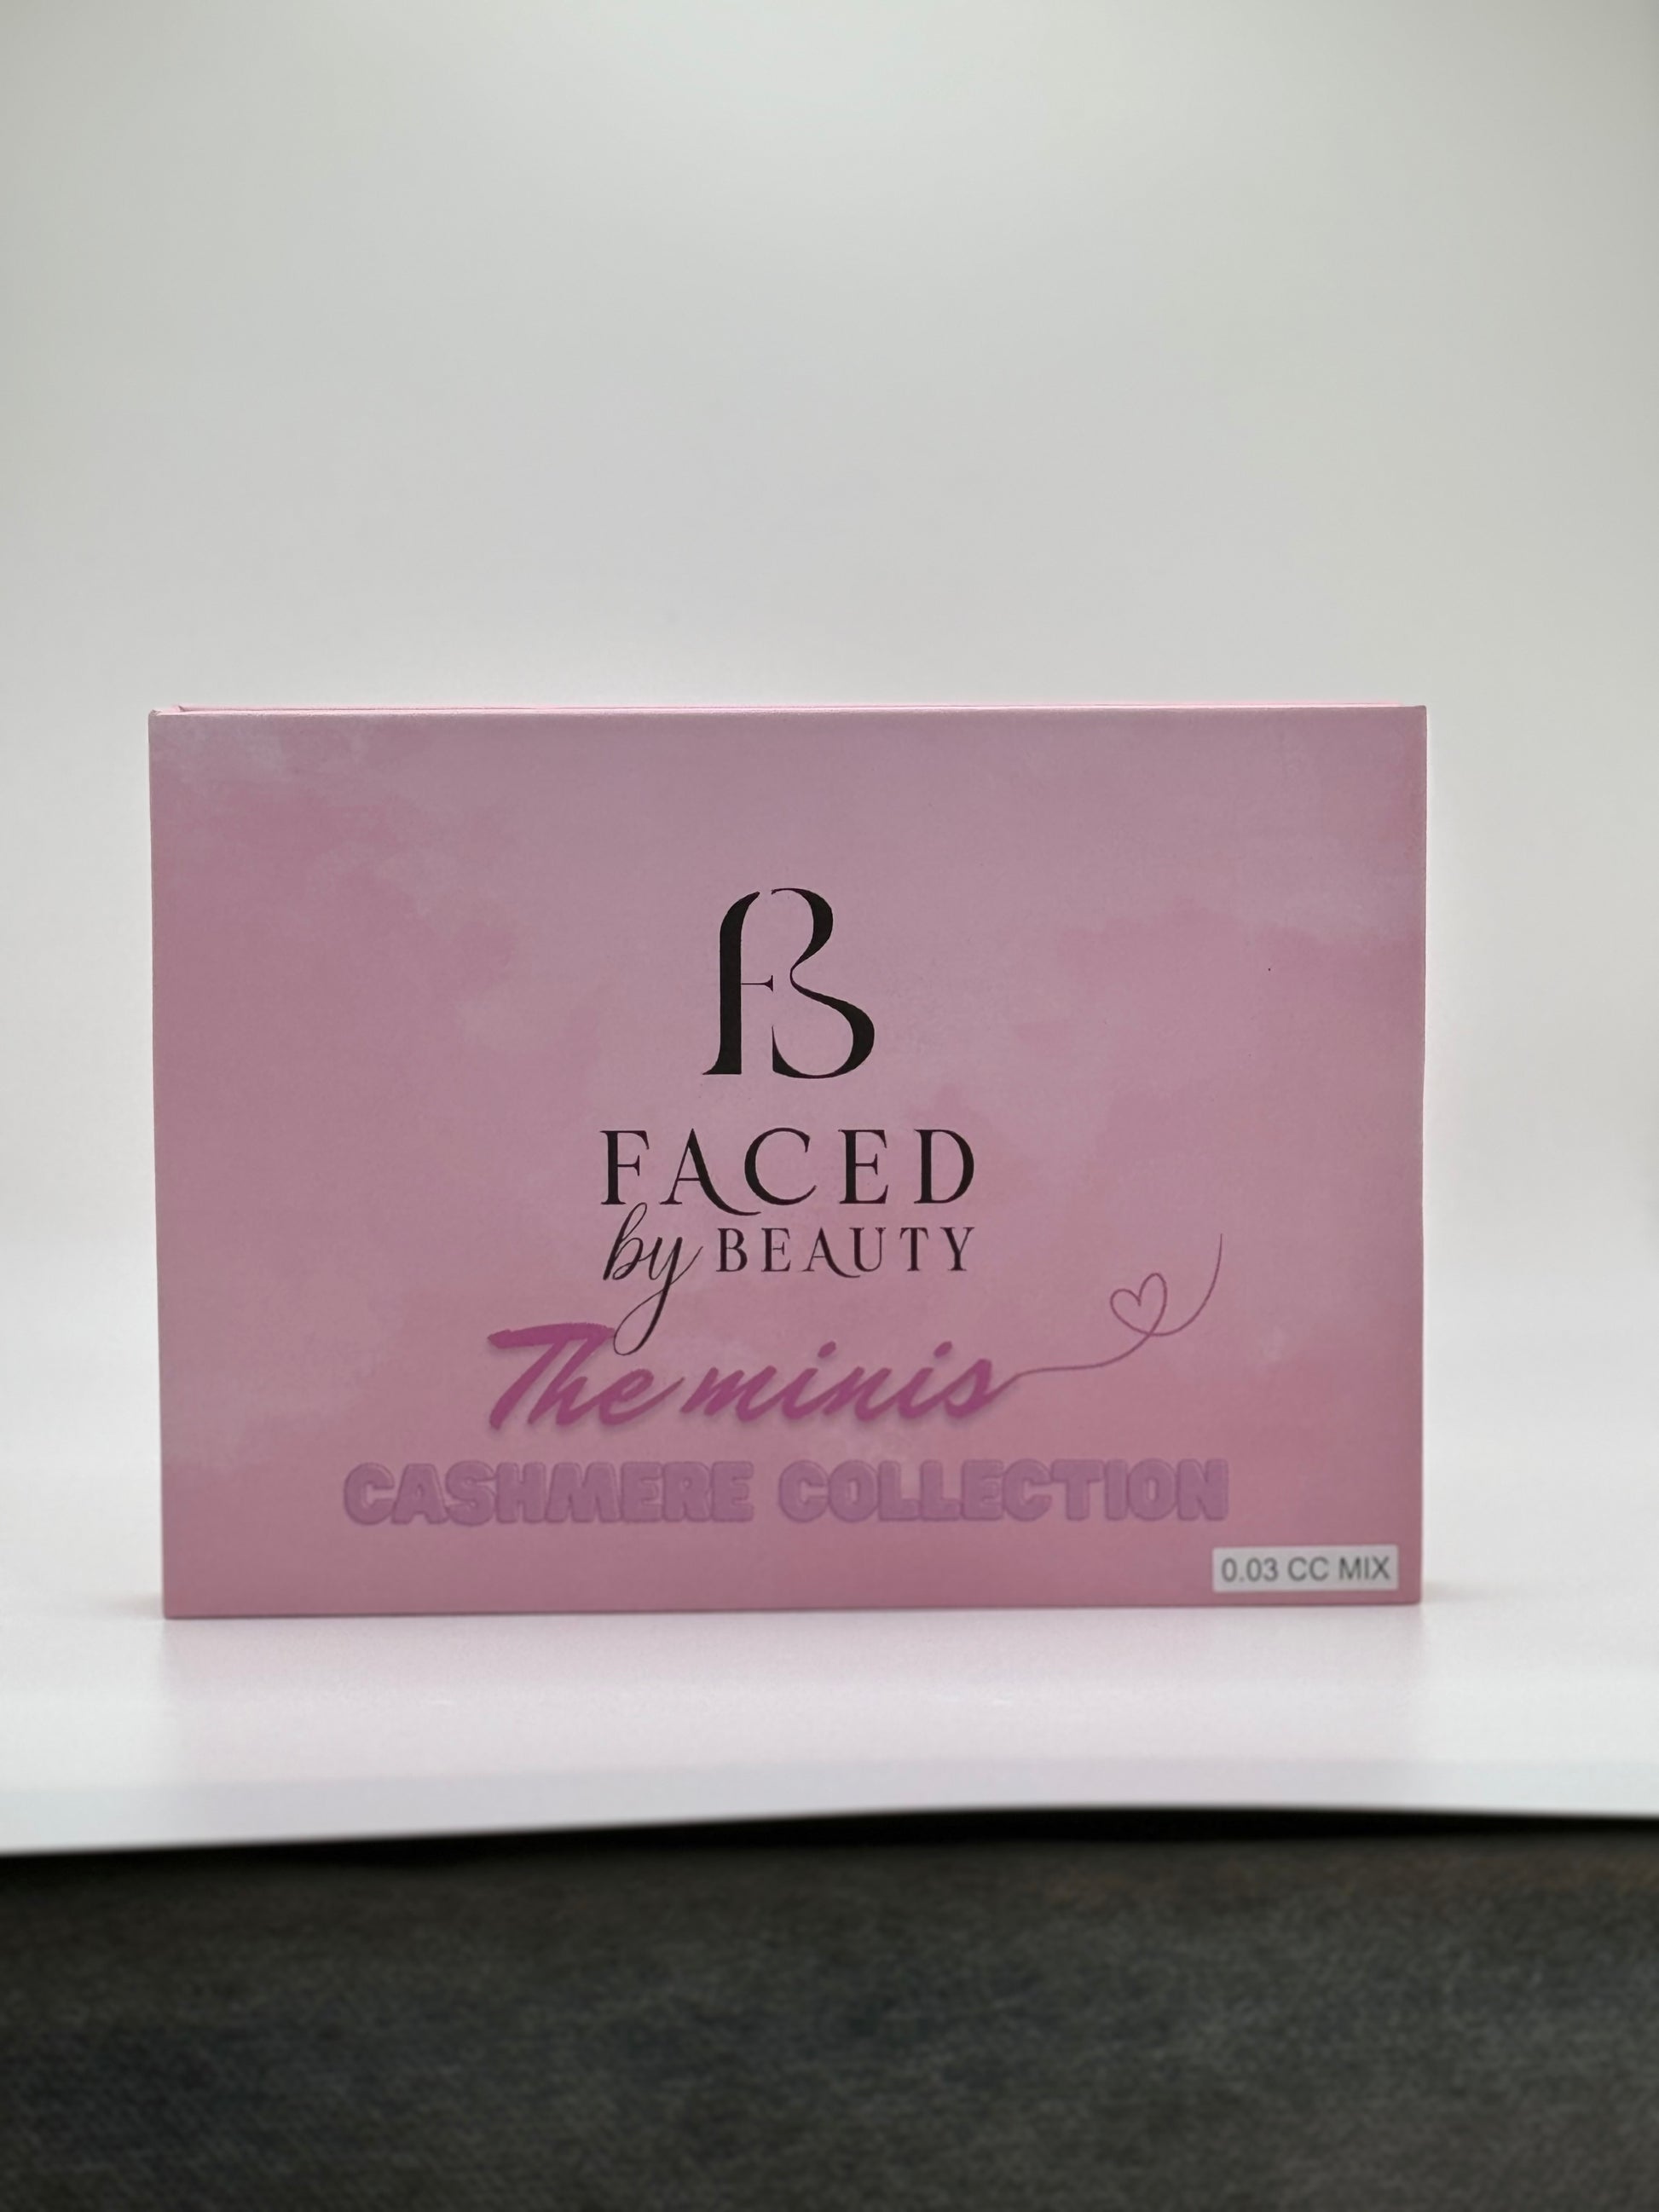 FB
FACED
by BEAUTY
The minis
CASHMERE COLLECTION
0.03 CC MIX